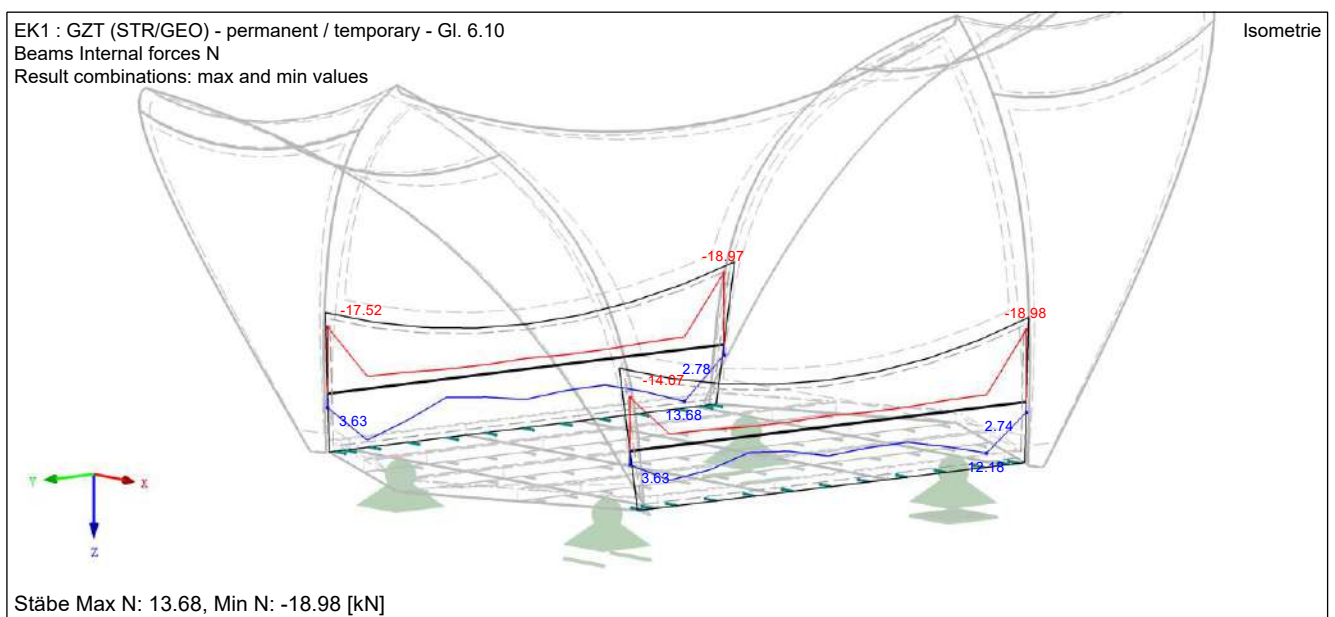 EK1 : GZT (STR/GEO) - permanent / temporary - Gl. 6.10
Isometrie
Beams Internal forces N
Result combinations: max and min values
-18.97
-17.52
-18.98
2.78
-14.07
3.63
13.68
2.74
12.18
3.63
Y
X
Z
Stäbe Max N: 13.68, Min N: -18.98 [kN]